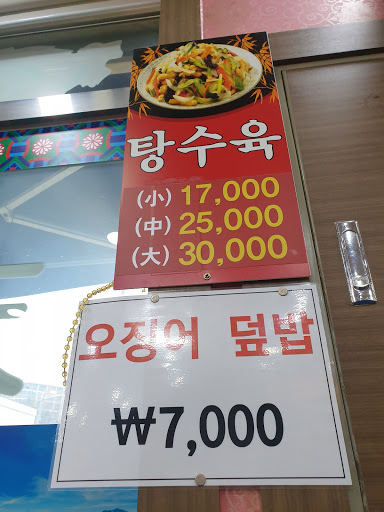 탕수육
(小) 17,000
(中) 25,000
(大) 30,000
오징어 덮밥
₩7,000